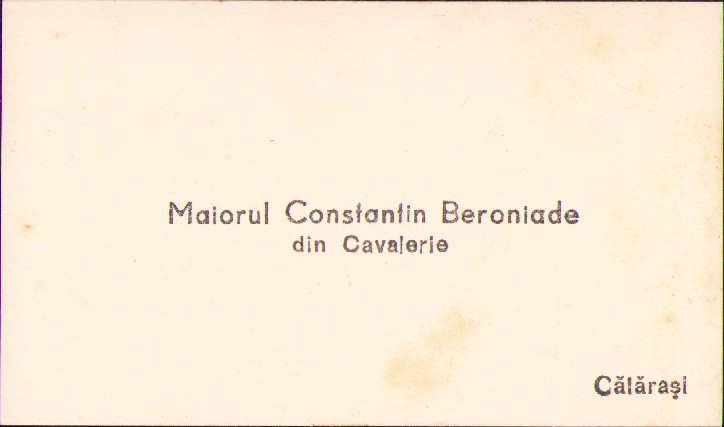 Maiorul Constantin Beroniade
din Cavalerie
Călărași